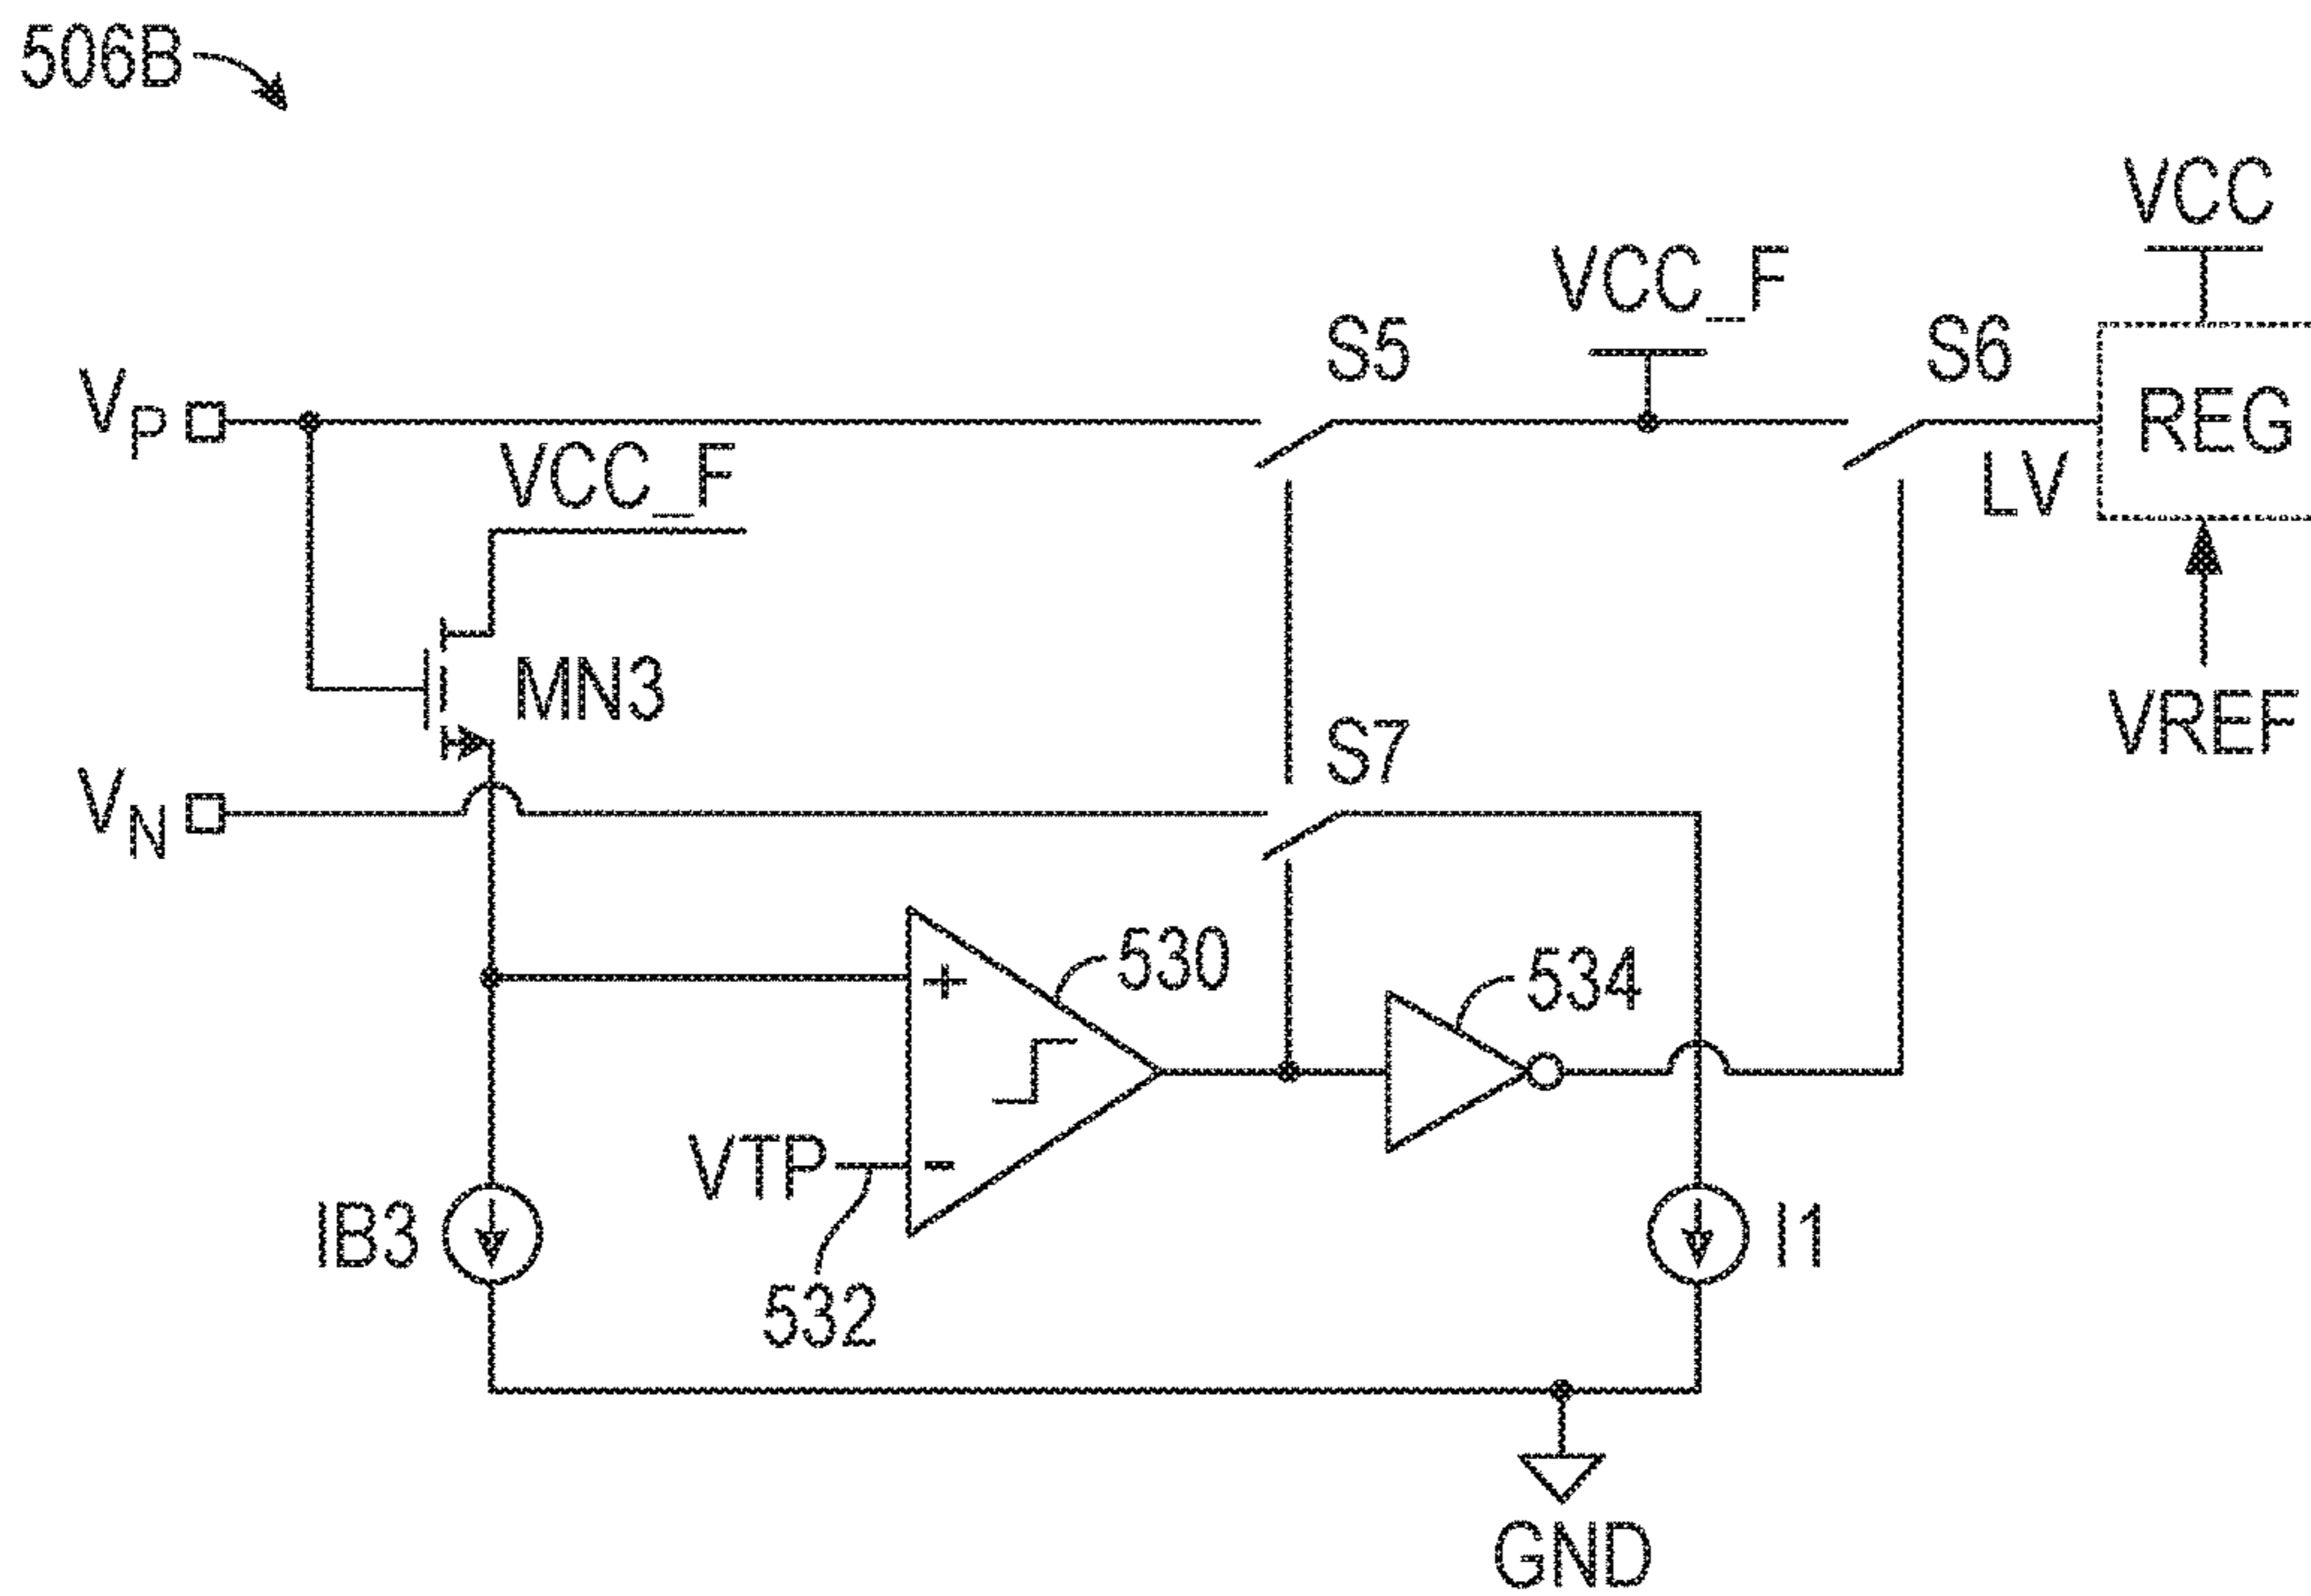 506B
VCC
VCC_F
S5
S6
VP
REG
VCC_F
LV
MN3
VREF
S7
VN
530
534
+
VTP
-
IB3
I1
532
GND